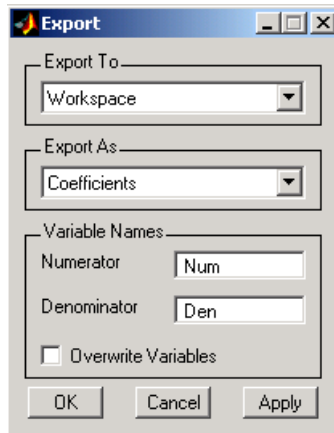 Export
Export To
Workspace
Export As
Coefficients
Variable Names
Numerator Num
Denominator Den
Overwrite Variables
OK Cancel Apply